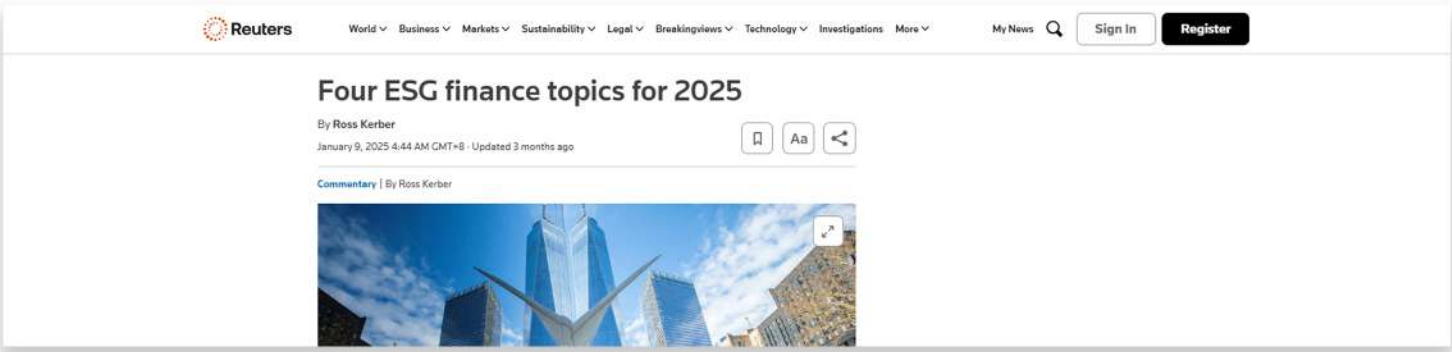 Reuters
World Business Markets Sustainability Legal Breakingviews Technology Investigations More
My News
Sign In
Register
Four ESG finance topics for 2025
By Ross Kerber
January 9, 2025 4:44 AM GMT+8 · Updated 3 months ago
Aa
Commentary | By Ross Kerber